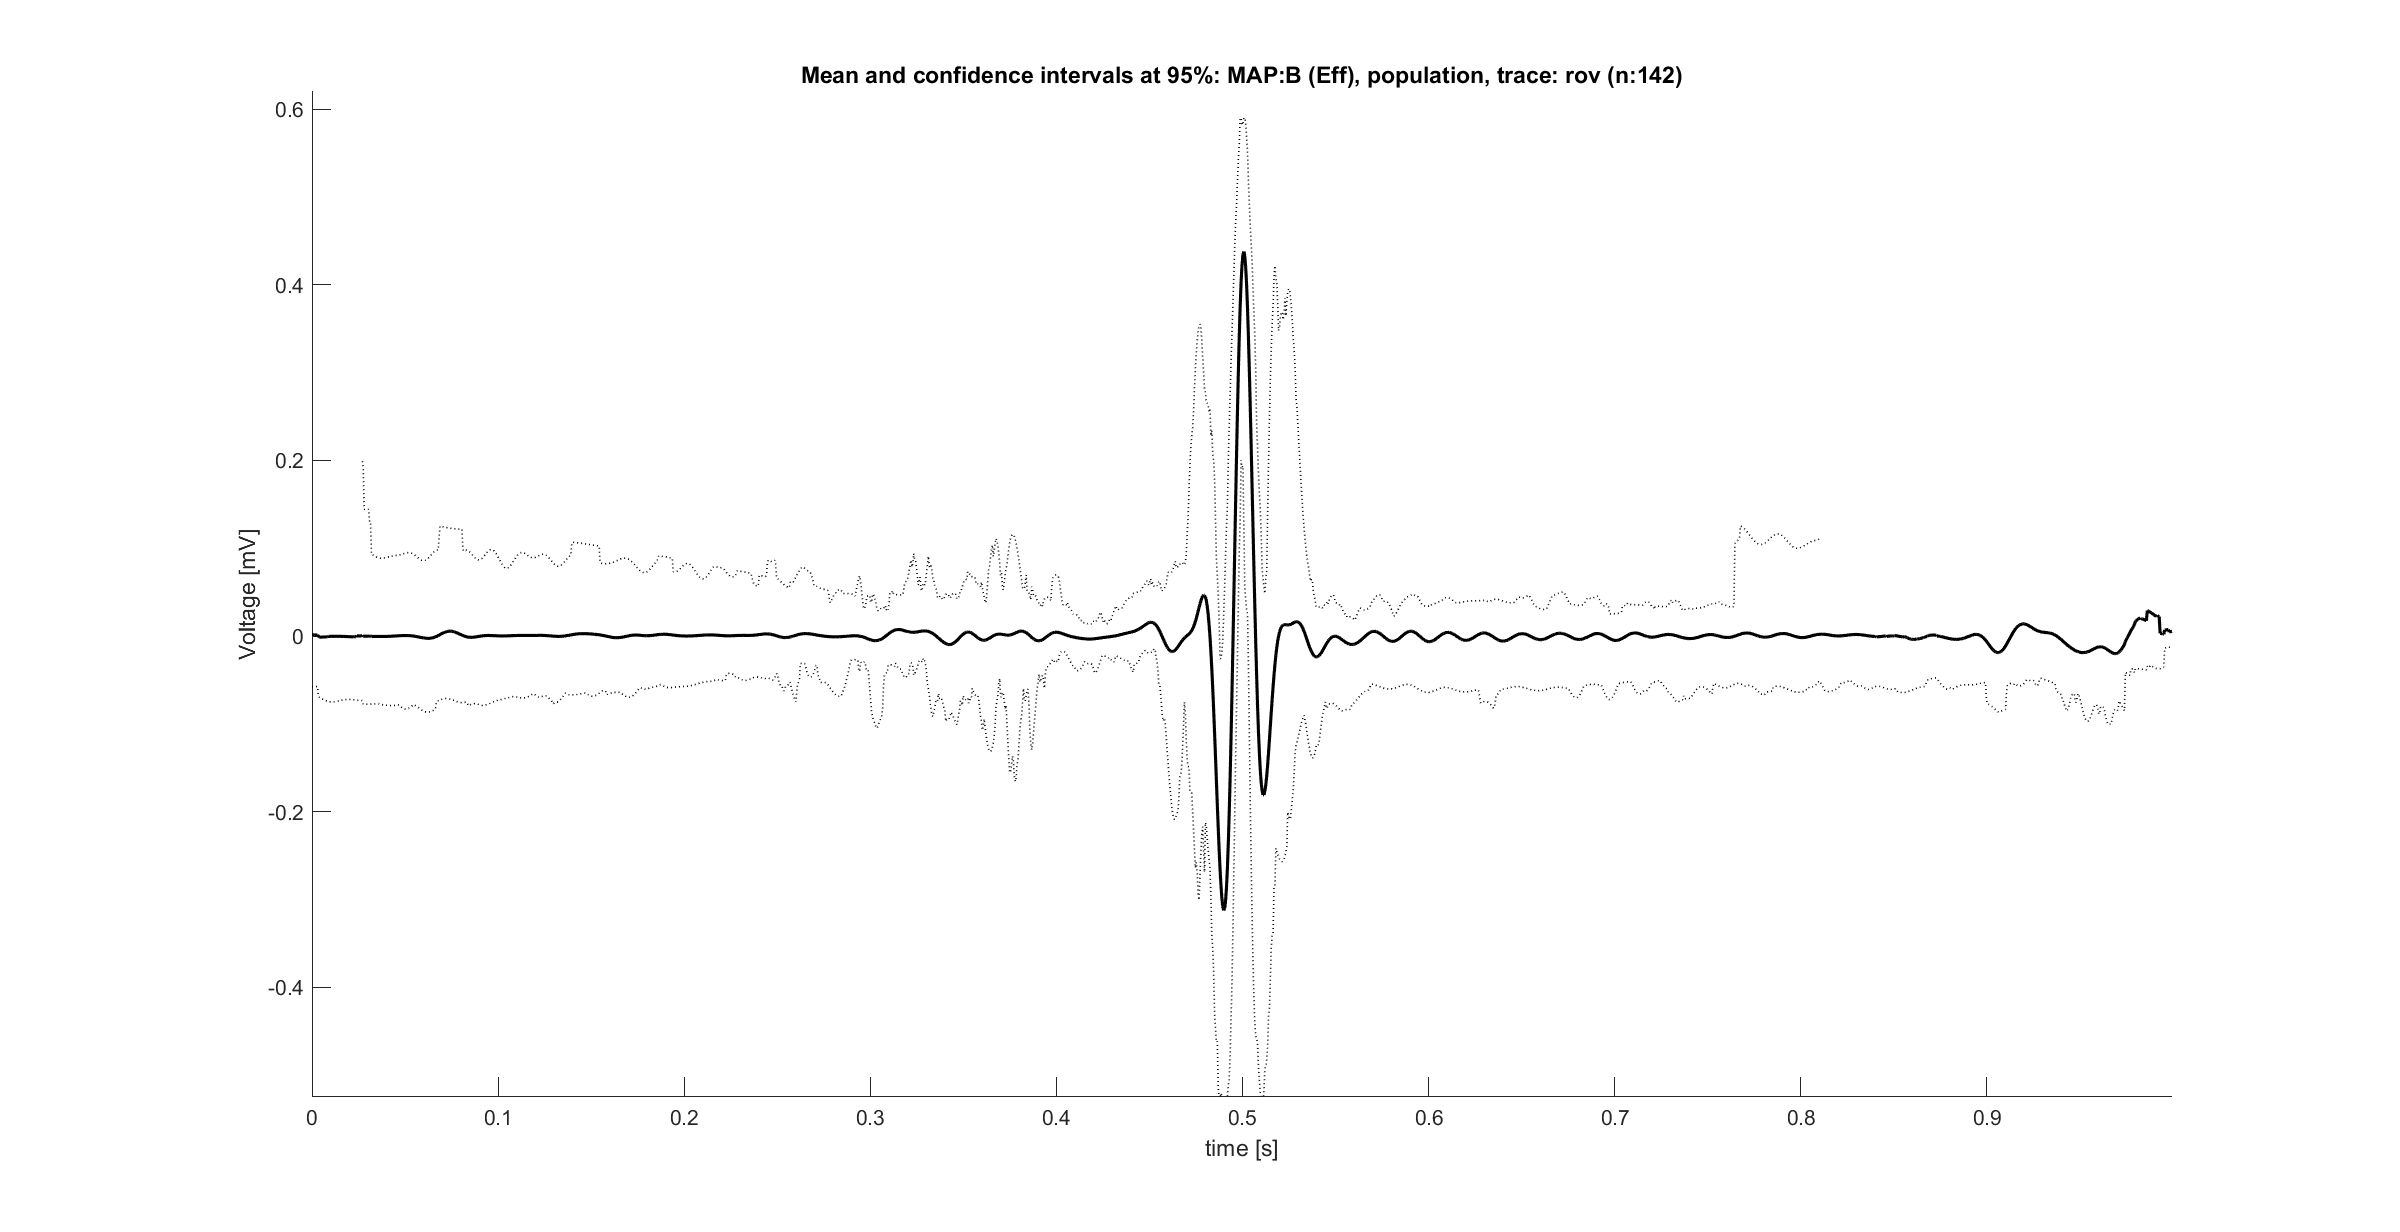 Mean and confidence intervals at 95%: MAP:B (Eff), population, trace: rov (n:142)
0.6
0.4
0.2
0
-0.2
-0.4
Voltage [mV]
0 0.1 0.2 0.3 0.4 0.5 0.6 0.7 0.8 0.9
time [s]